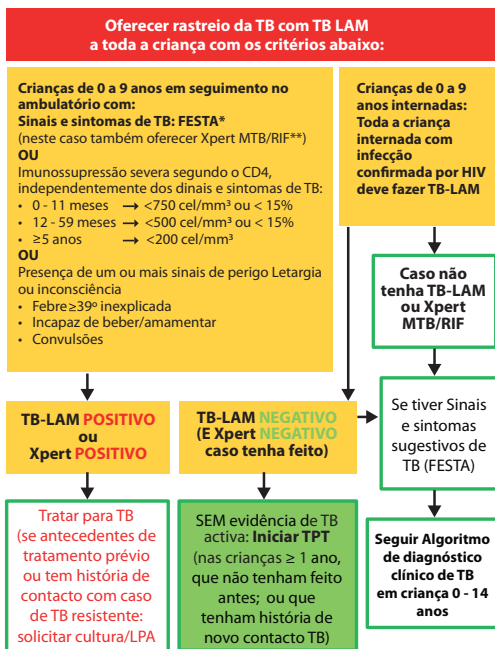 Oferecer rastreio da TB com TB LAM
a toda a criança com os critérios abaixo:
Crianças de 0 a 9 anos em seguimento no
ambulatório com:
Sinais e sintomas de TB: FESTA*
(neste caso também oferecer Xpert MTB/RIF**)
OU
Imunossupressão severa segundo o CD4,
independentemente dos dinais e sintomas de TB:
• 0 - 11 meses → <750 cel/mm³ ou < 15%
• 12 - 59 meses → <500 cel/mm³ ou < 15%
• ≥5 anos → <200 cel/mm³
OU
Presença de um ou mais sinais de perigo Letargia
ou inconsciência
• Febre≥39º inexplicada
• Incapaz de beber/amamentar
• Convulsões
Crianças de 0 a 9
anos internadas:
Toda a criança
internada com
infecção
confirmada por HIV
deve fazer TB-LAM
Caso não
tenha TB-LAM
ou Xpert
MTB/RIF
TB-LAM POSITIVO
ou
Xpert POSITIVO
TB-LAM NEGATIVO
(E Xpert NEGATIVO
caso tenha feito)
Se tiver Sinais
e sintomas
sugestivos de
TB (FESTA)
Tratar para TB
(se antecedentes de
tratamento prévio
ou tem história de
contacto com caso
de TB resistente:
solicitar cultura/LPA
SEM evidência de TB
activa: Iniciar TPT
(nas crianças ≥ 1 ano,
que não tenham feito
antes; ou que
tenham história de
novo contacto TB)
Seguir Algoritmo
de diagnóstico
clínico de TB
em criança 0 - 14
anos